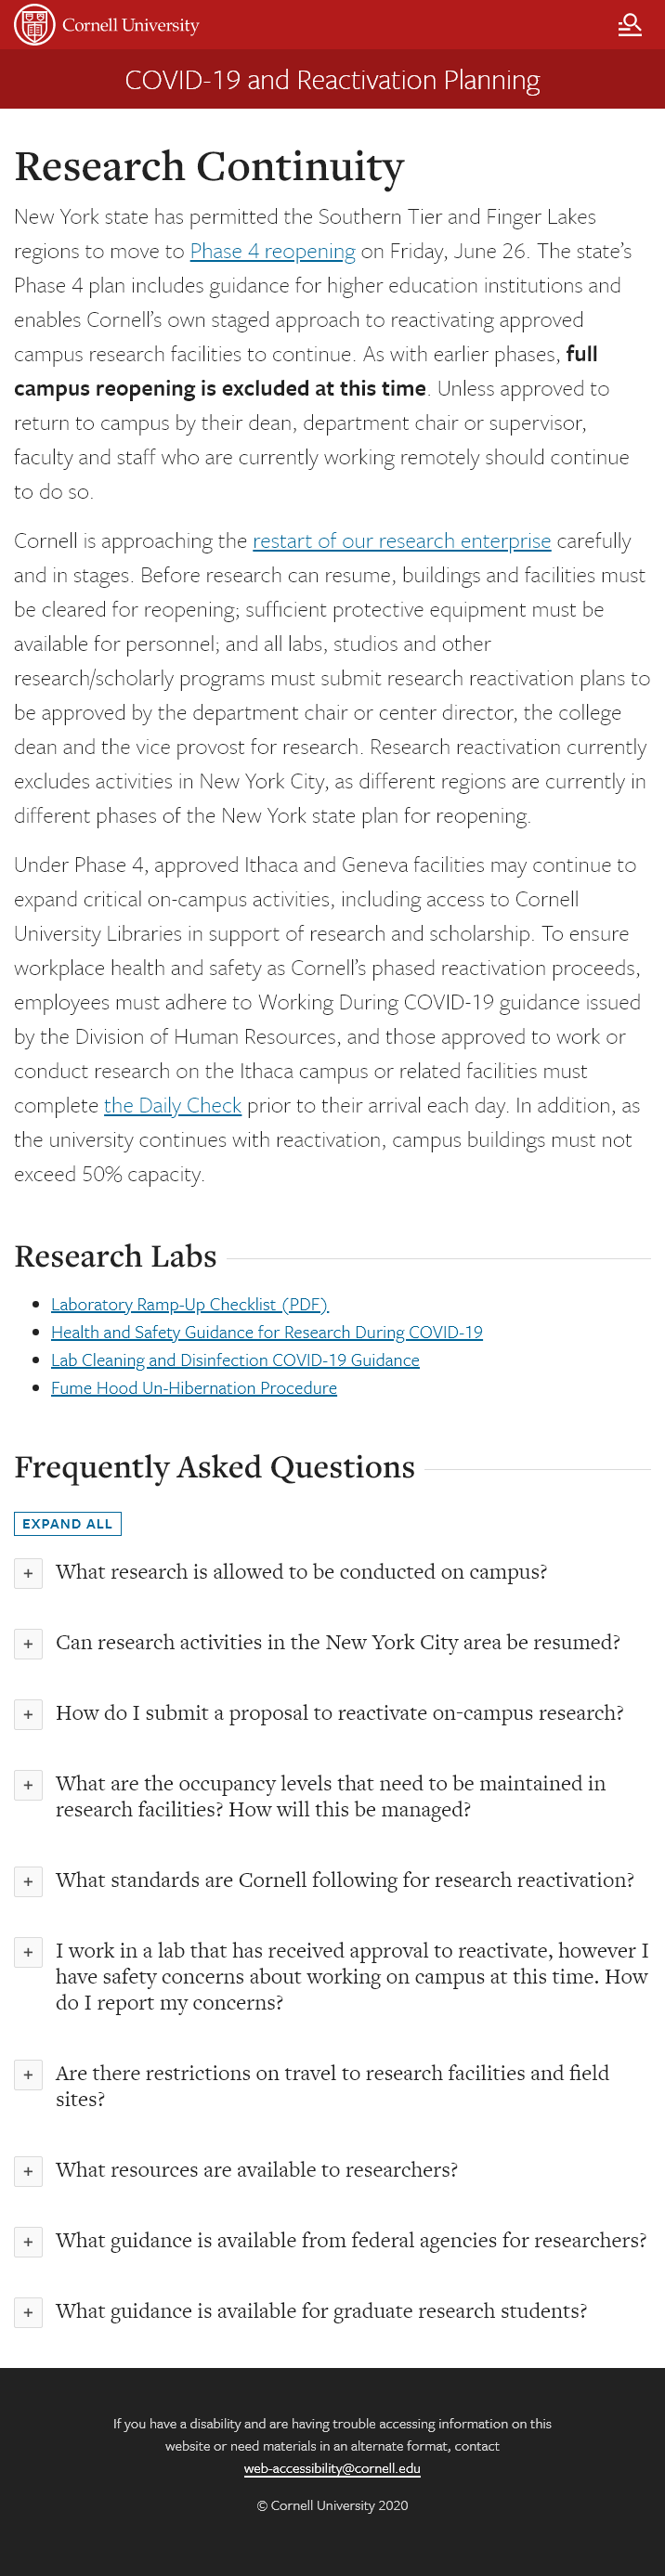 Cornell University
COVID-19 and Reactivation Planning
Research Continuity
New York state has permitted the Southern Tier and Finger Lakes
regions to move to Phase 4 reopening on Friday, June 26. The state’s
Phase 4 plan includes guidance for higher education institutions and
enables Cornell’s own staged approach to reactivating approved
campus research facilities to continue. As with earlier phases, full
campus reopening is excluded at this time. Unless approved to
return to campus by their dean, department chair or supervisor,
faculty and staff who are currently working remotely should continue
to do so.
Cornell is approaching the restart of our research enterprise carefully
and in stages. Before research can resume, buildings and facilities must
be cleared for reopening; sufficient protective equipment must be
available for personnel; and all labs, studios and other
research/scholarly programs must submit research reactivation plans to
be approved by the department chair or center director, the college
dean and the vice provost for research. Research reactivation currently
excludes activities in New York City, as different regions are currently in
different phases of the New York state plan for reopening.
Under Phase 4, approved Ithaca and Geneva facilities may continue to
expand critical on-campus activities, including access to Cornell
University Libraries in support of research and scholarship. To ensure
workplace health and safety as Cornell’s phased reactivation proceeds,
employees must adhere to Working During COVID-19 guidance issued
by the Division of Human Resources, and those approved to work or
conduct research on the Ithaca campus or related facilities must
complete the Daily Check prior to their arrival each day. In addition, as
the university continues with reactivation, campus buildings must not
exceed 50% capacity.
Research Labs
• Laboratory Ramp-Up Checklist (PDF)
• Health and Safety Guidance for Research During COVID-19
• Lab Cleaning and Disinfection COVID-19 Guidance
• Fume Hood Un-Hibernation Procedure
Frequently Asked Questions
EXPAND ALL
+ What research is allowed to be conducted on campus?
+ Can research activities in the New York City area be resumed?
+ How do I submit a proposal to reactivate on-campus research?
+ What are the occupancy levels that need to be maintained in
research facilities? How will this be managed?
+ What standards are Cornell following for research reactivation?
+ I work in a lab that has received approval to reactivate, however I
have safety concerns about working on campus at this time. How
do I report my concerns?
+ Are there restrictions on travel to research facilities and field
sites?
+ What resources are available to researchers?
+ What guidance is available from federal agencies for researchers?
+ What guidance is available for graduate research students?
If you have a disability and are having trouble accessing information on this
website or need materials in an alternate format, contact
web-accessibility@cornell.edu
© Cornell University 2020